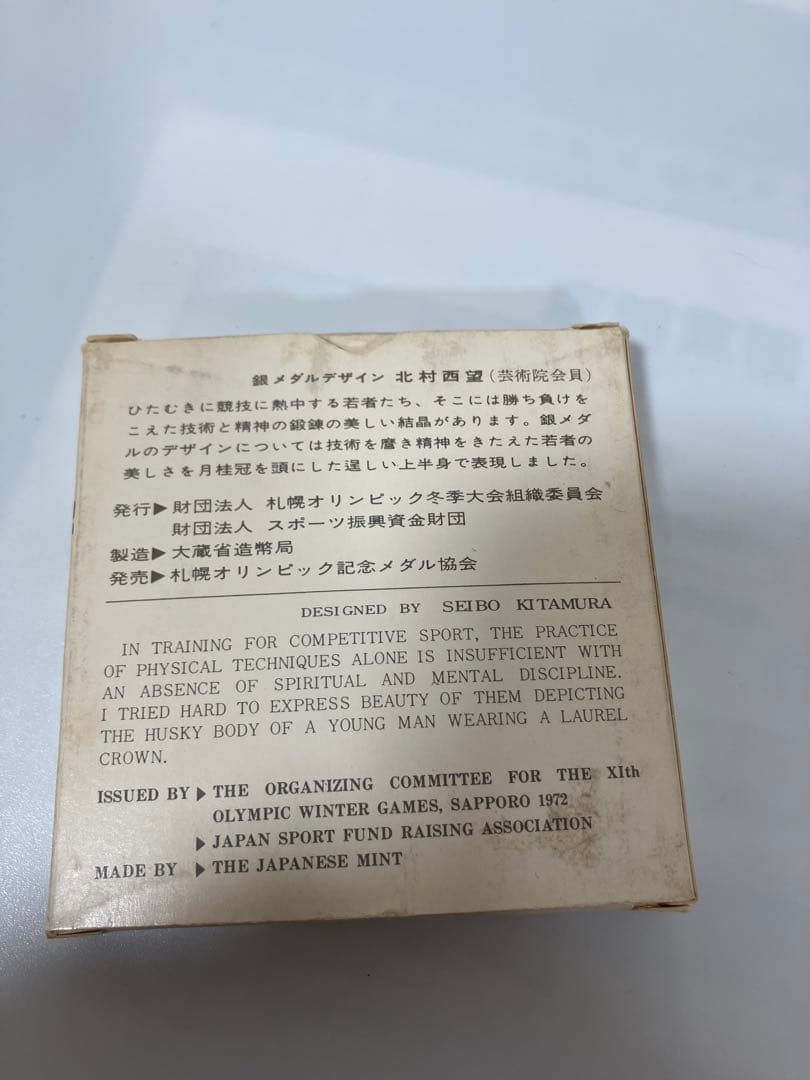 銀メダルデザイン 北村西望(芸術院会員)
ひたむきに競技に熱中する若者たち、そこには勝ち負けを
こえた技術と精神の鍛錬の美しい結晶があります。銀メダ
ルのデザインについては技術を磨き精神をきたえた若者の
美しさを月桂冠を頭にした逞しい上半身で表現しました。
発行▶財団法人 札幌オリンピック冬季大会組織委員会
財団法人 スポーツ振興資金財団
製造▶大蔵省造幣局
発売▶札幌オリンピック記念メダル協会
DESIGNED BY SEIBO KITAMURA
IN TRAINING FOR COMPETITIVE SPORT, THE PRACTICE
OF PHYSICAL TECHNIQUES ALONE IS INSUFFICIENT WITH
AN ABSENCE OF SPIRITUAL AND MENTAL DISCIPLINE.
I TRIED HARD TO EXPRESS BEAUTY OF THEM DEPICTING
THE HUSKY BODY OF A YOUNG MAN WEARING A LAUREL
CROWN.
ISSUED BY ▶ THE ORGANIZING COMMITTEE FOR THE XIth
OLYMPIC WINTER GAMES, SAPPORO 1972
▶ JAPAN SPORT FUND RAISING ASSOCIATION
MADE BY ▶ THE JAPANESE MINT